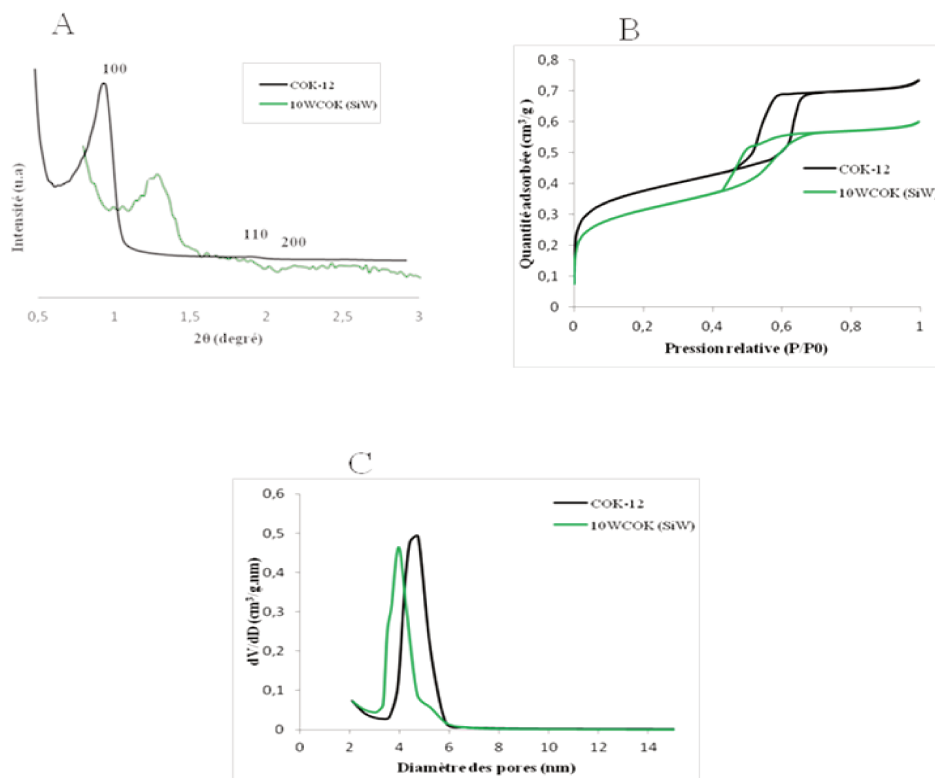 A
100
COK-12
10WCOK (SiW)
110
200
Intensité (u.a)
0,5 1 1,5 2 2,5 3
2θ (degré)
B
0,8
0,7
0,6
0,5
0,4
0,3
0,2
0,1
0
Quantité adsorbée (cm³/g)
COK-12
10WCOK (SiW)
0 0,2 0,4 0,6 0,8 1
Pression relative (P/P0)
C
0,6
0,5
0,4
0,3
0,2
0,1
0
dV/dD (cm³/g.nm)
COK-12
10WCOK (SiW)
0 2 4 6 8 10 12 14
Diamètre des pores (nm)